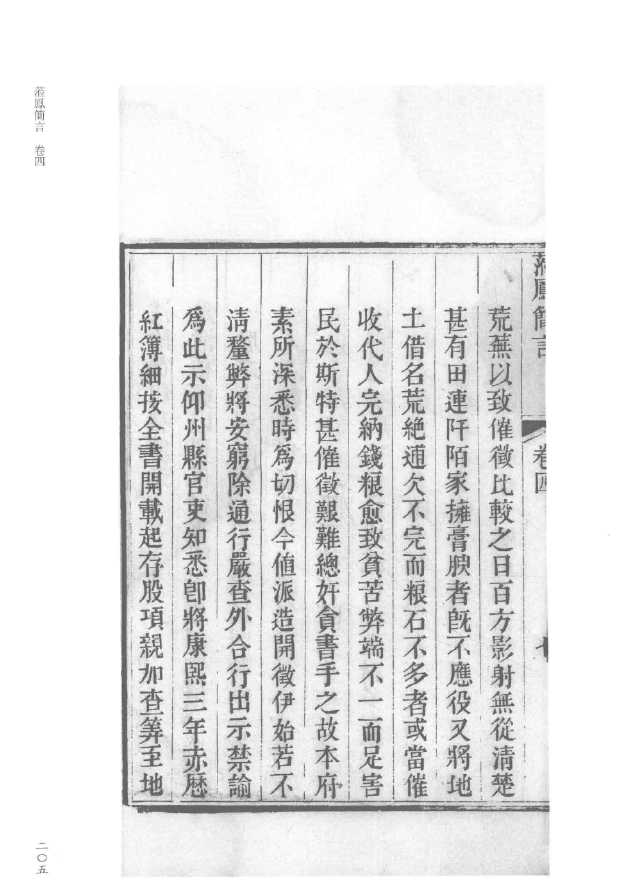 蒞鳳簡言　卷四
蒞鳳簡言　卷四　七
荒蕪以致催徵比較之日百方影射無從清楚
甚有田連阡陌家擁膏腴者旣不應役又將地
土借名荒絶逋欠不完而粮石不多者或當催
收代人完納錢粮愈致貧苦弊端不一而足害
民於斯特甚催徵艱難總奸貪書手之故本府
素所深悉時爲切恨今值派造開徵伊始若不
清釐弊將安窮除通行嚴查外合行出示禁諭
爲此示仰州縣官吏知悉卽將康熙三年赤曆
紅簿細按全書開載起存股項親加查筭至地
二〇五